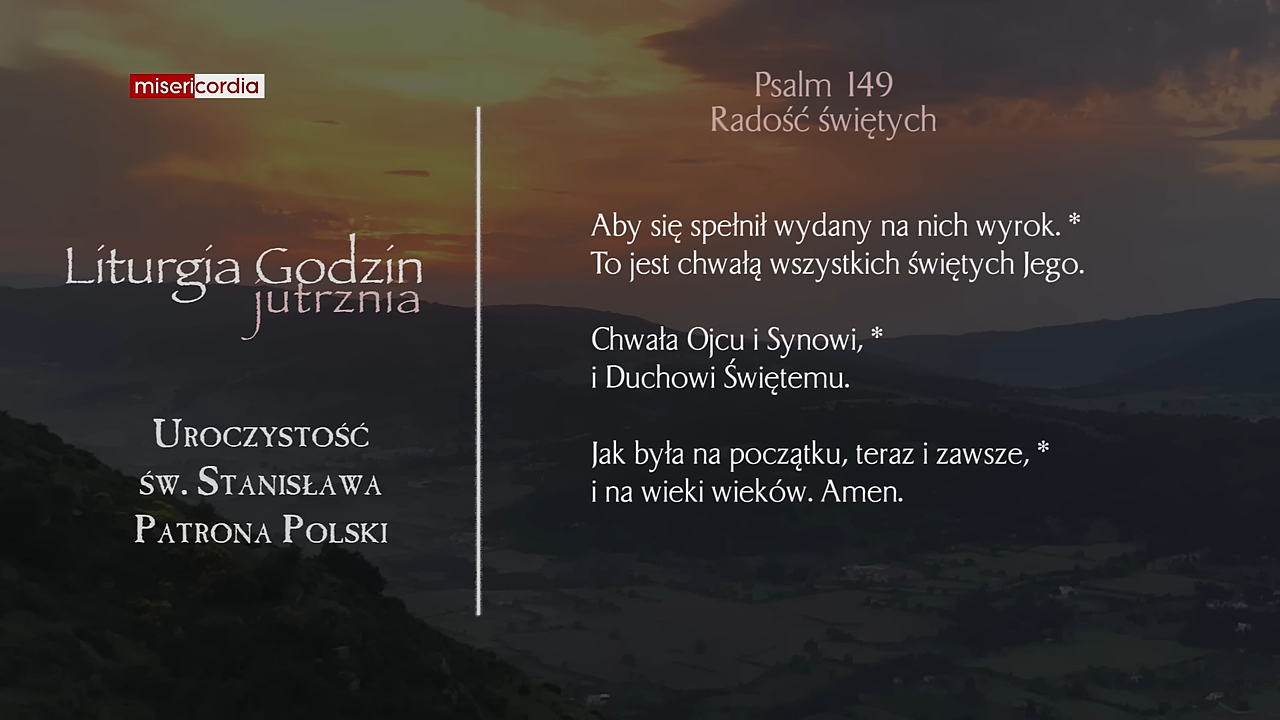 misericordia
Liturgia Godzin
jutrznia
Uroczystość
św. Stanisława
Patrona Polski
Psalm 149
Radość świętych
Aby się spełnił wydany na nich wyrok. *
To jest chwałą wszystkich świętych Jego.
Chwała Ojcu i Synowi, *
i Duchowi Świętemu.
Jak była na początku, teraz i zawsze, *
i na wieki wieków. Amen.